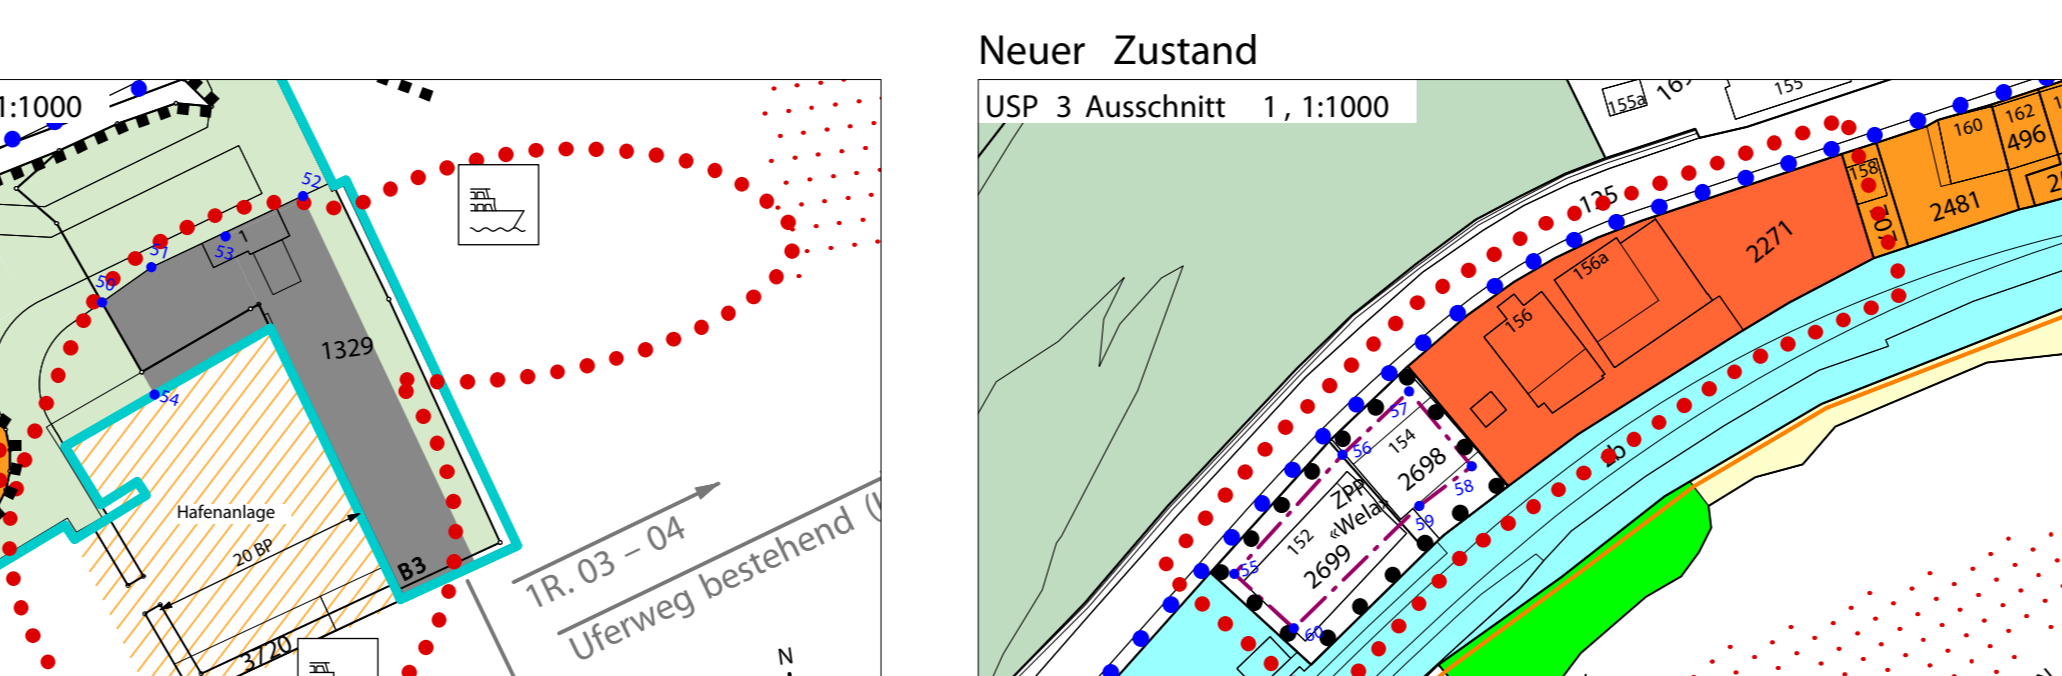 1:1000
52
51
53
1
50
1329
54
Hafenanlage
20 BP
B3
3720
1R. 03 – 04
Uferweg bestehend (
N
Neuer Zustand
USP 3 Ausschnitt 1, 1:1000
155a
155
125
158
160
162
496
2481
2271
156a
156
57
56
154
2698
58
ZPP
«Wela»
59
152
2699
55
60